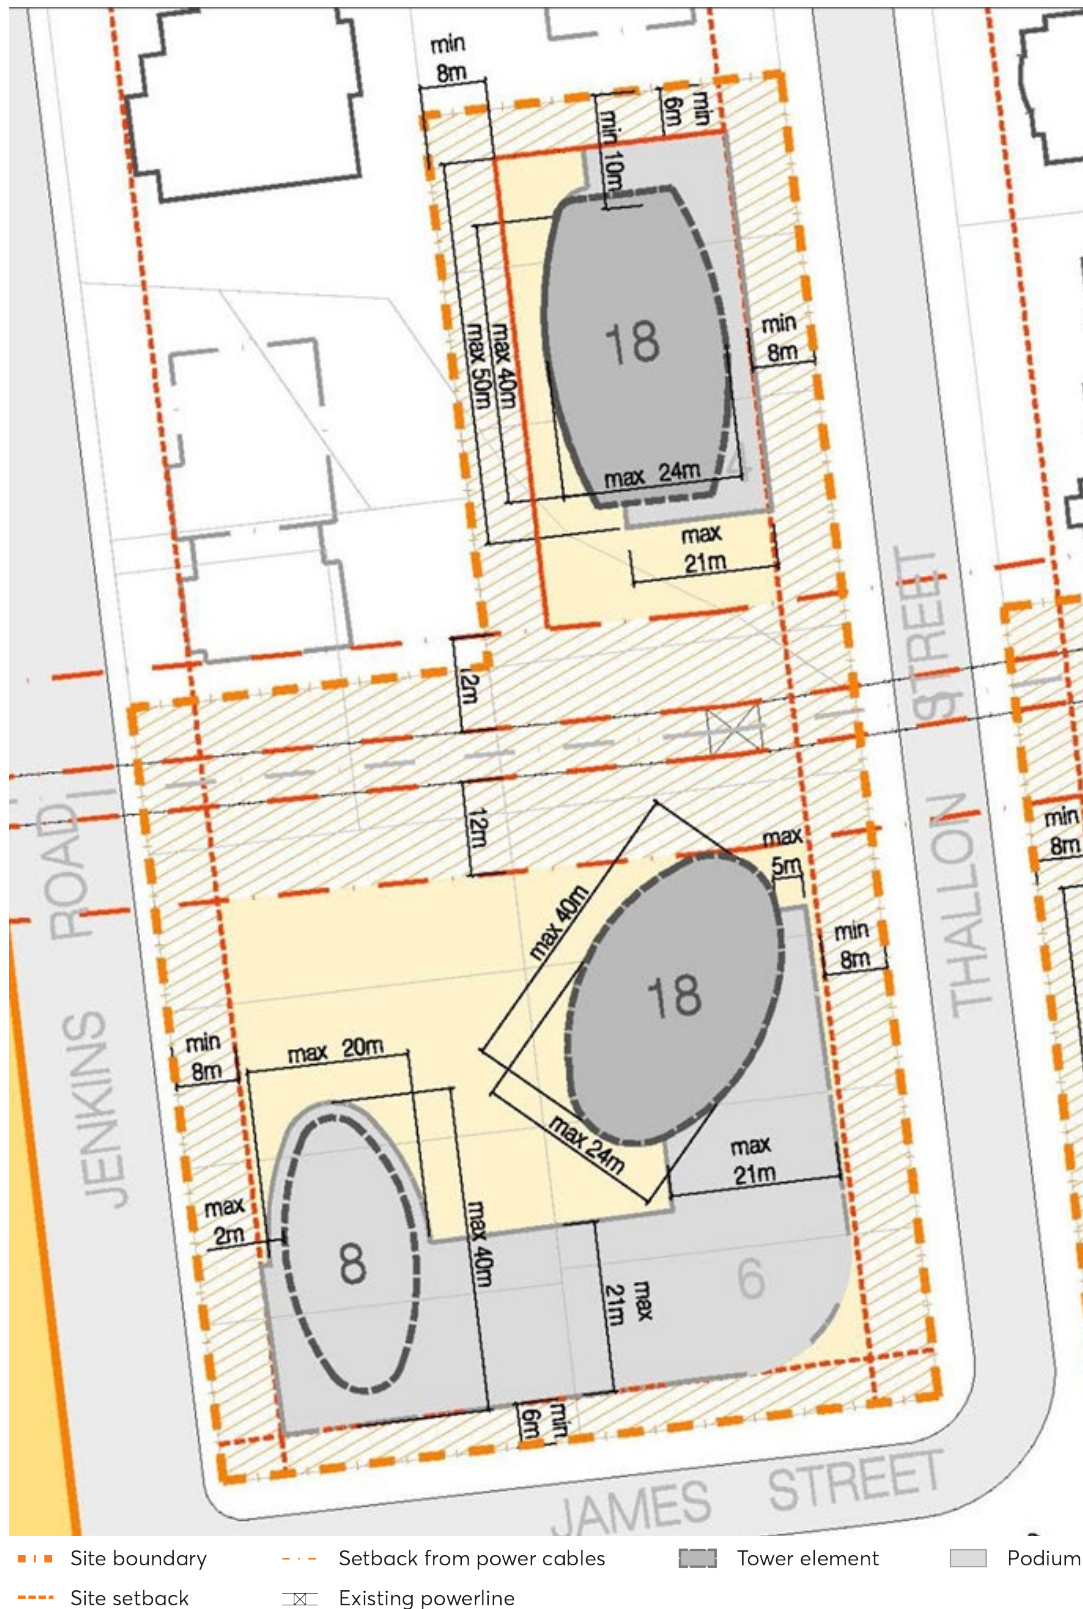 min
8m
min
6m
min 10m
18
max 50m
max 40m
min
8m
max 24m
4
max
21m
12m
12m
STREET
THALLON
ROAD
JENKINS
max
5m
max 40m
18
min
8m
min
8m
min
8m
max 20m
max 24m
max
21m
max
2m
8
max 40m
max
21m
6
min
6m
JAMES STREET
Site boundary
Setback from power cables
Tower element
Podium
Site setback
Existing powerline